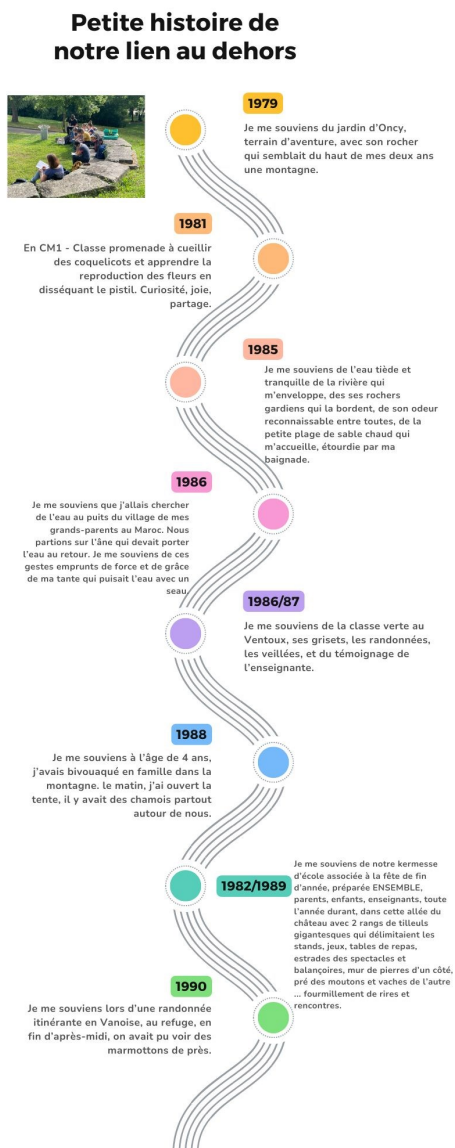 Petite histoire de
notre lien au dehors
1979
Je me souviens du jardin d'Oncy,
terrain d'aventure, avec son rocher
qui semblait du haut de mes deux ans
une montagne.
1981
En CM1 - Classe promenade à cueillir
des coquelicots et apprendre la
reproduction des fleurs en
disséquant le pistil. Curiosité, joie,
partage.
1985
Je me souviens de l'eau tiède et
tranquille de la rivière qui
m'enveloppe, des ses rochers
gardiens qui la bordent, de son odeur
reconnaissable entre toutes, de la
petite plage de sable chaud qui
m'accueille, étourdie par ma
baignade.
1986
Je me souviens que j'allais chercher
de l'eau au puits du village de mes
grands-parents au Maroc. Nous
partions sur l'âne qui devait porter
l'eau au retour. Je me souviens de ces
gestes emprunts de force et de grâce
de ma tante qui puisait l'eau avec un
seau.
1986/87
Je me souviens de la classe verte au
Ventoux, ses grisets, les randonnées,
les veillées, et du témoignage de
l'enseignante.
1988
Je me souviens à l'âge de 4 ans,
j'avais bivouaqué en famille dans la
montagne. le matin, j'ai ouvert la
tente, il y avait des chamois partout
autour de nous.
1982/1989
Je me souviens de notre kermesse
d'école associée à la fête de fin
d'année, préparée ENSEMBLE,
parents, enfants, enseignants, toute
l'année durant, dans cette allée du
château avec 2 rangs de tilleuls
gigantesques qui délimitaient les
stands, jeux, tables de repas,
estrades des spectacles et
balançoires, mur de pierres d'un côté,
pré des moutons et vaches de l'autre
... fourmillement de rires et
rencontres.
1990
Je me souviens lors d'une randonnée
itinérante en Vanoise, au refuge, en
fin d'après-midi, on avait pu voir des
marmottons de près.